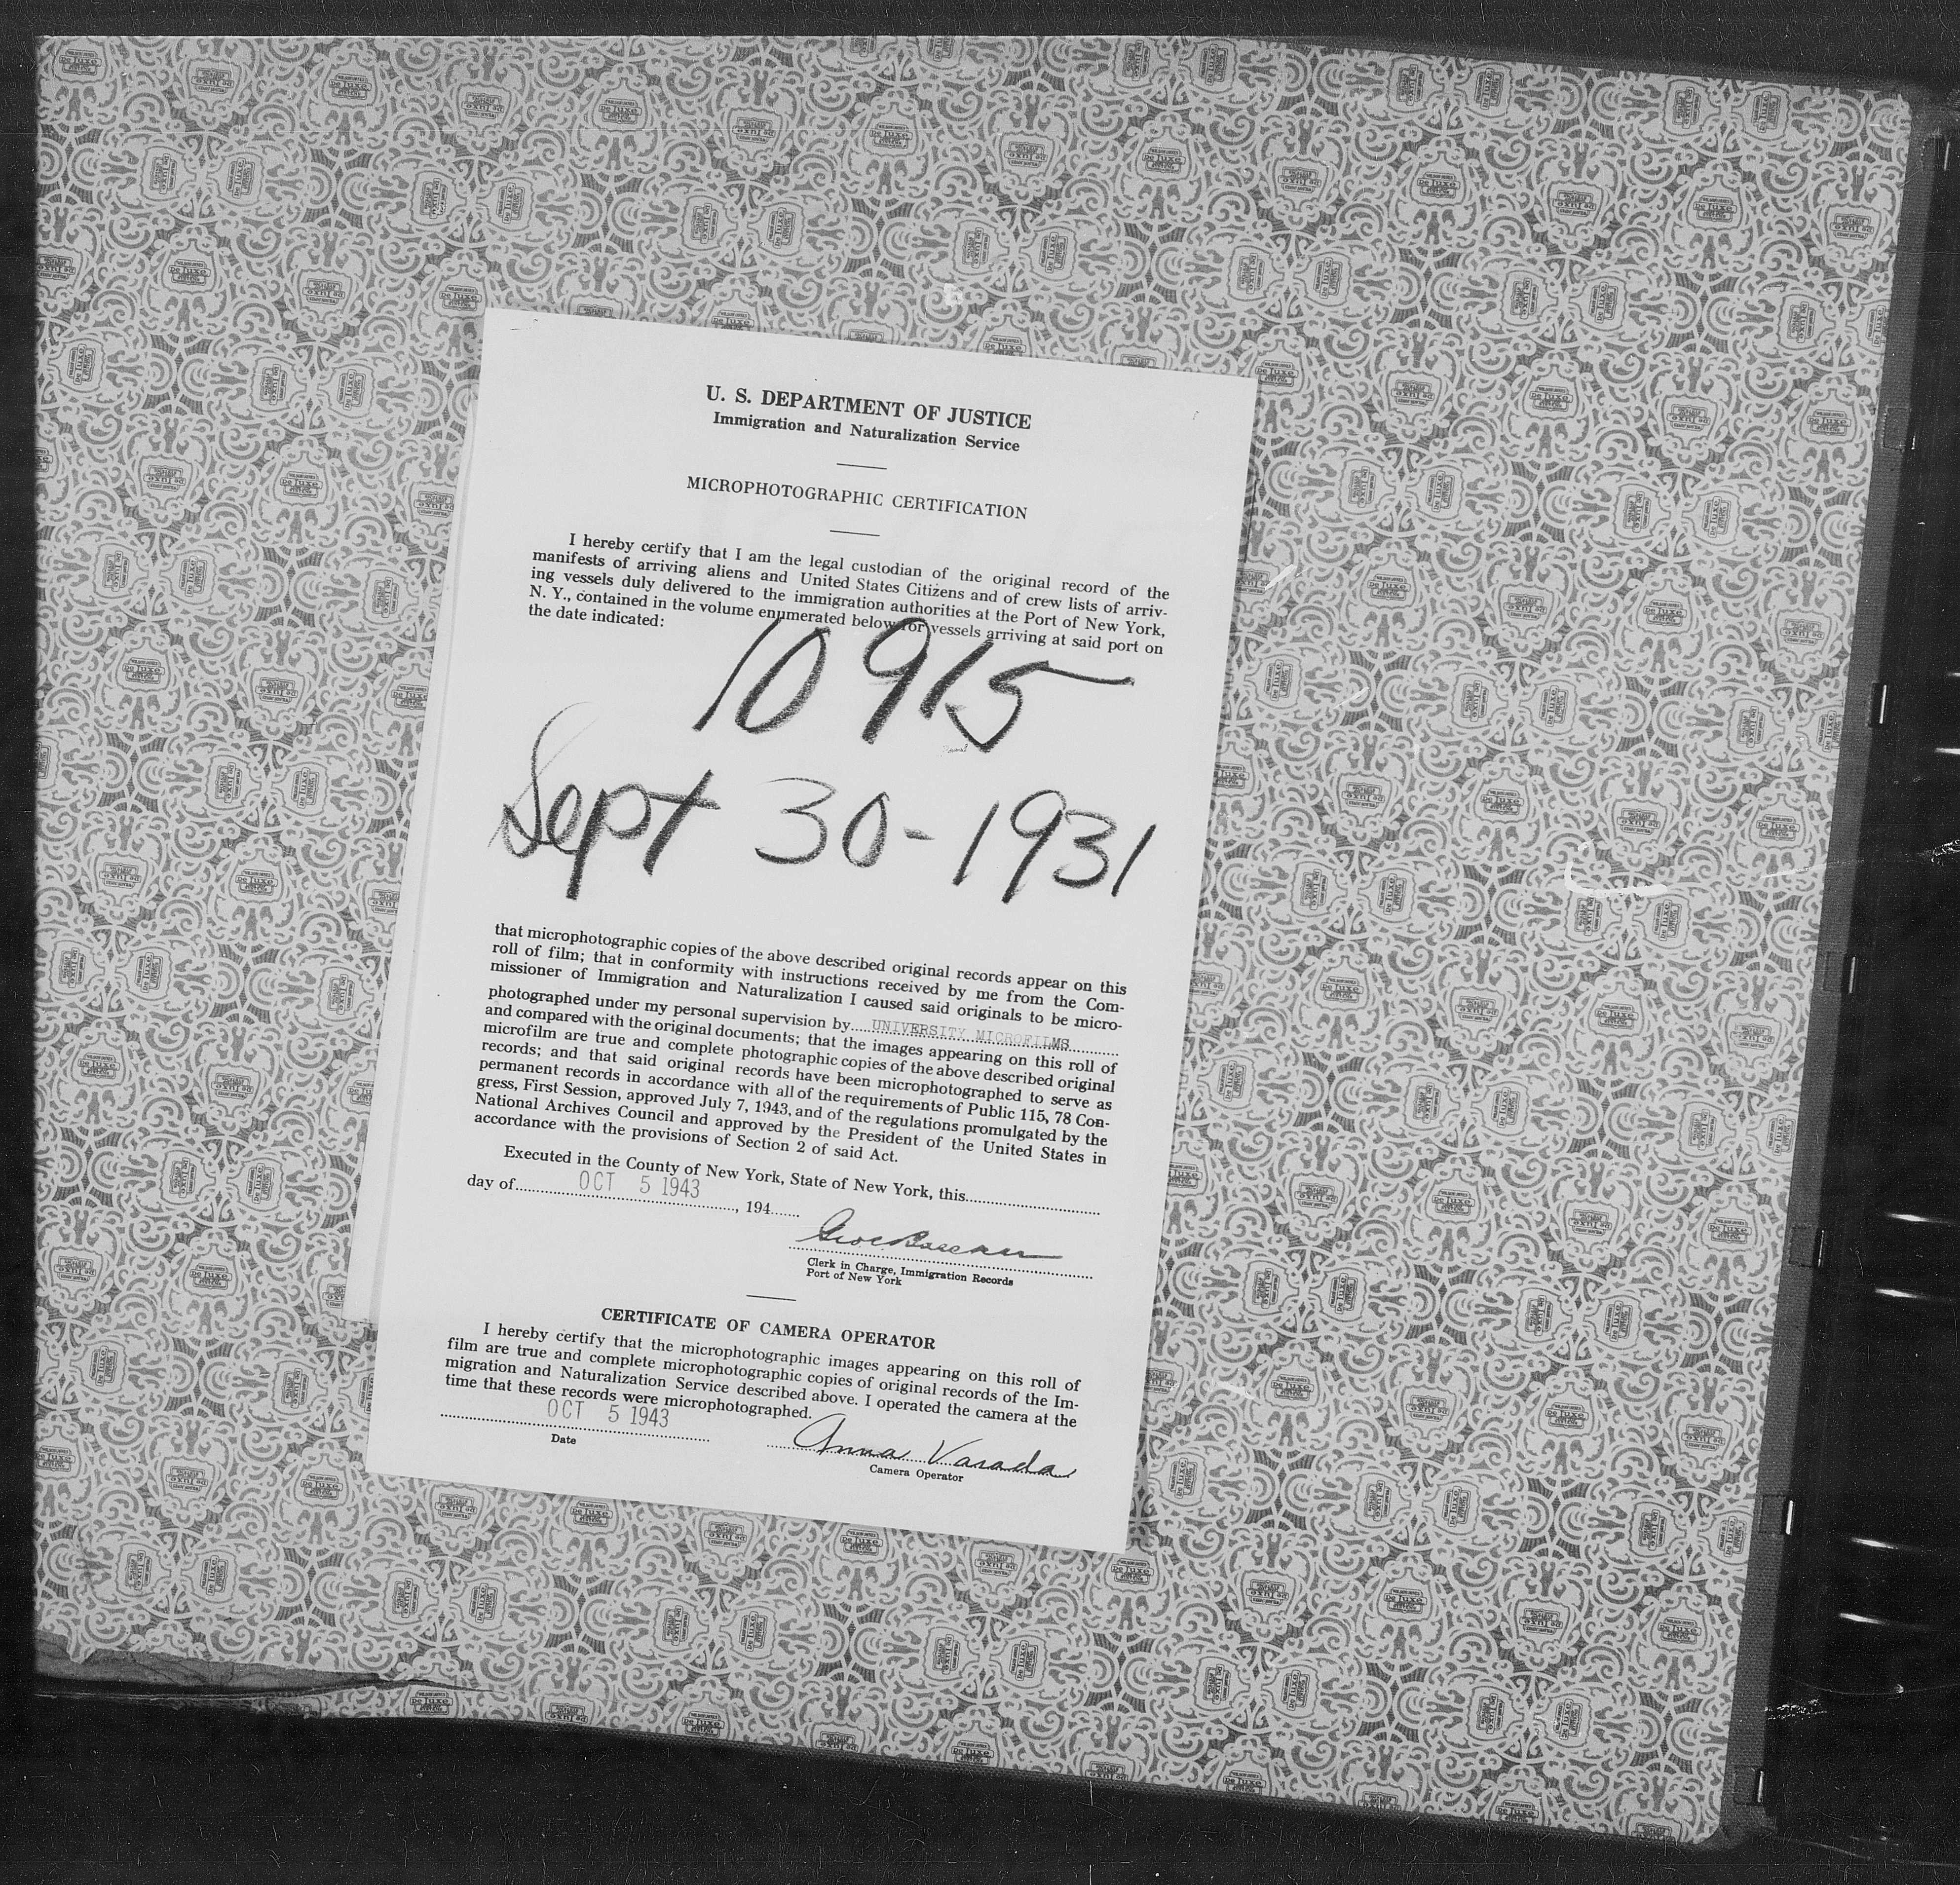 U. S. DEPARTMENT OF JUSTICE
Immigration and Naturalization Service
MICROPHOTOGRAPHIC CERTIFICATION
I hereby certify that I am the legal custodian of the original record of the
manifests of arriving aliens and United States Citizens and of crew lists of arriv-
ing vessels duly delivered to the immigration authorities at the Port of New York,
N. Y., contained in the volume enumerated below for vessels arriving at said port on
the date indicated:
10915
Sept 30-1931
that microphotographic copies of the above described original records appear on this
roll of film; that in conformity with instructions received by me from the Com-
missioner of Immigration and Naturalization I caused said originals to be micro-
photographed under my personal supervision by....UNIVERSITY MICROFILMS....
and compared with the original documents; that the images appearing on this roll of
microfilm are true and complete photographic copies of the above described original
records; and that said original records have been microphotographed to serve as
permanent records in accordance with all of the requirements of Public 115, 78 Con-
gress, First Session, approved July 7, 1943, and of the regulations promulgated by the
National Archives Council and approved by the President of the United States in
accordance with the provisions of Section 2 of said Act.
Executed in the County of New York, State of New York, this....
day of....OCT 5 1943...., 194....
Clerk in Charge, Immigration Records
Port of New York
CERTIFICATE OF CAMERA OPERATOR
I hereby certify that the microphotographic images appearing on this roll of
film are true and complete microphotographic copies of original records of the Im-
migration and Naturalization Service described above. I operated the camera at the
time that these records were microphotographed.
OCT 5 1943
Anna Varada
Date
Camera Operator
De luxe